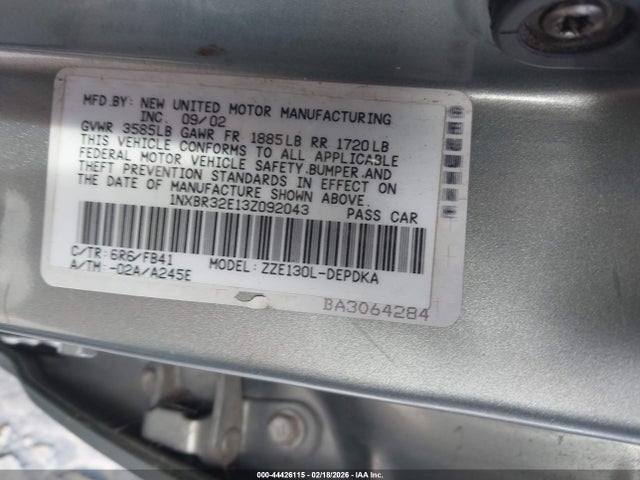 MFD.BY: NEW UNITED MOTOR MANUFACTURING
INC. 09/02
GVWR 3585LB GAWR FR 1885LB RR 1720LB
THIS VEHICLE CONFORMS TO ALL APPLICABLE
FEDERAL MOTOR VEHICLE SAFETY,BUMPER,AND
THEFT PREVENTION STANDARDS IN EFFECT ON
THE DATE OF MANUFACTURE SHOWN ABOVE.
1NXBR32E13Z092043 PASS CAR
C/TR: 6R6/FB41 MODEL: ZZE130L-DEPDKA
A/TM: -02A/A245E
BA3064284
000-44426115 - 02/18/2026 - COPYRIGHT © IAA, LLC